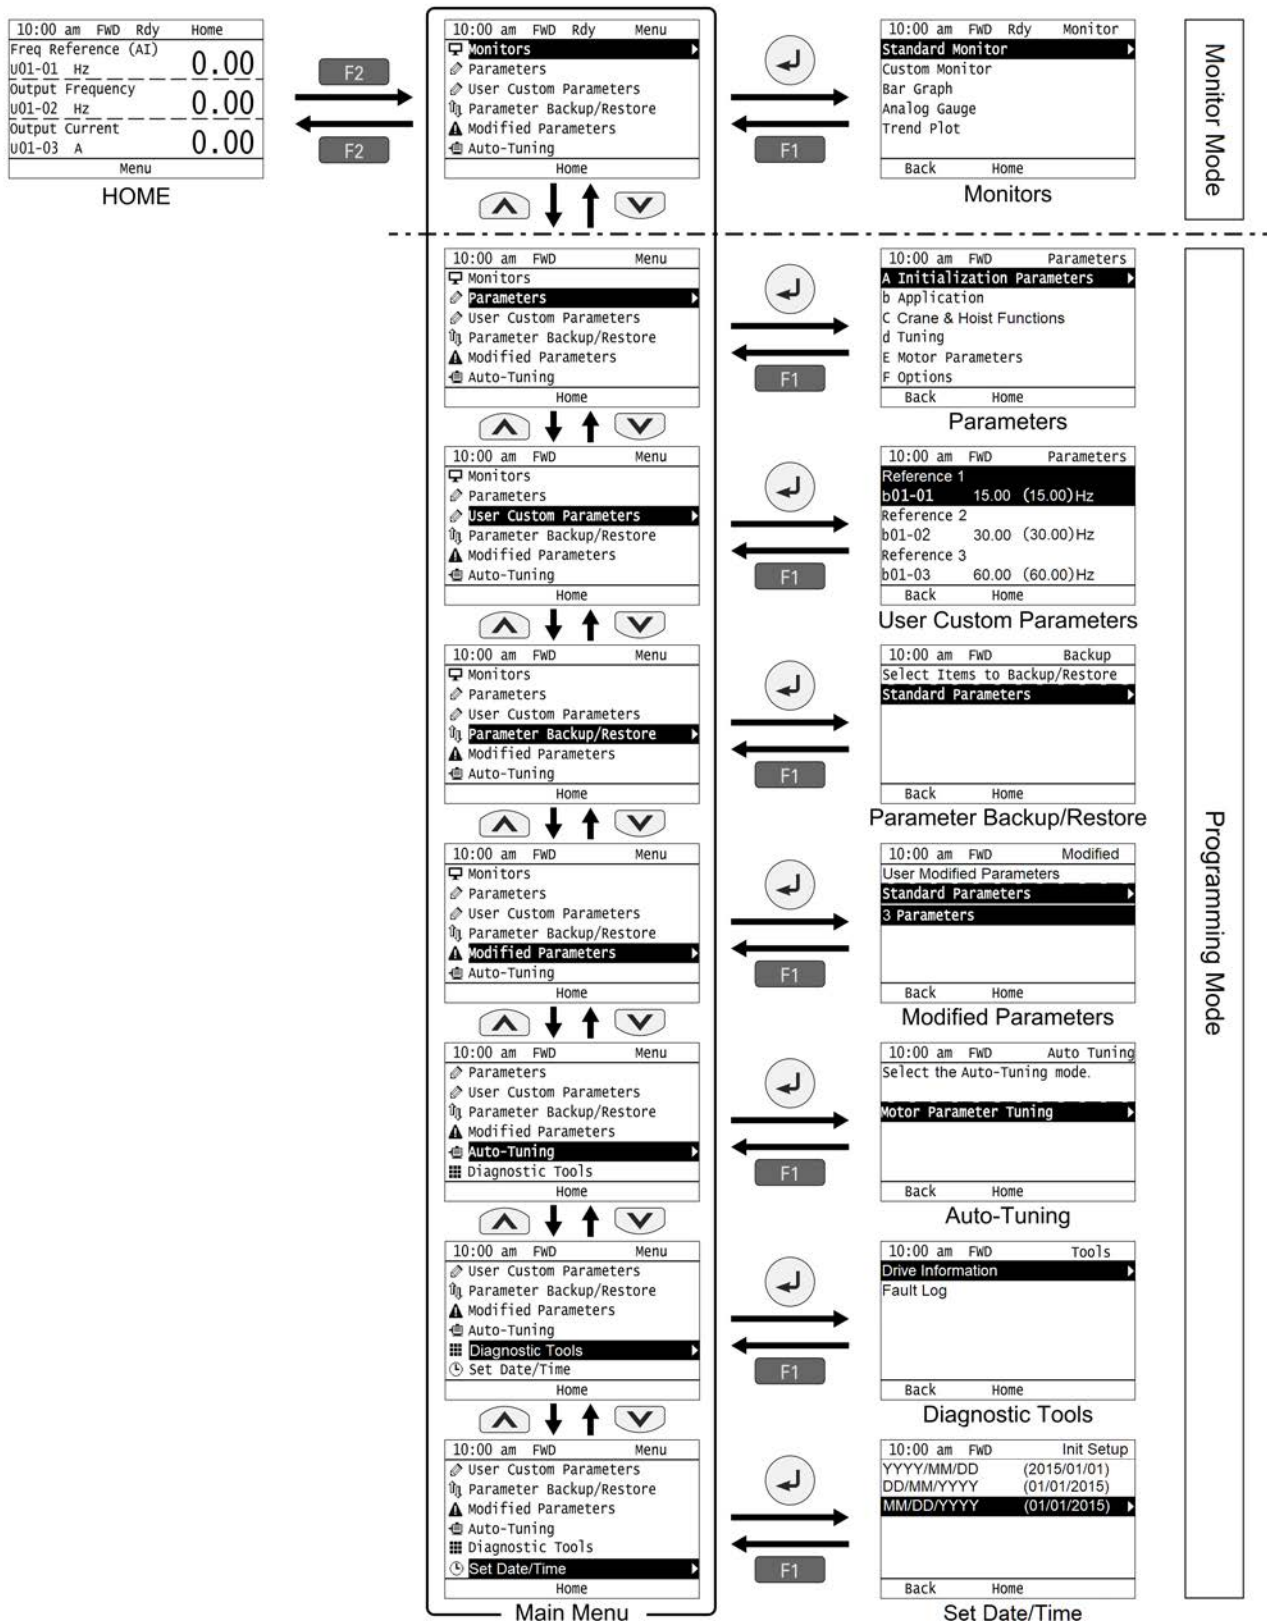 10:00 am FWD Rdy Home
Freq Reference (AI)
U01-01 Hz 0.00
Output Frequency
U01-02 Hz 0.00
Output Current
U01-03 A 0.00
Menu
HOME
F2
F2
10:00 am FWD Rdy Menu
Monitors
Parameters
User Custom Parameters
Parameter Backup/Restore
Modified Parameters
Auto-Tuning
Home
F1
10:00 am FWD Rdy Monitor
Standard Monitor
Custom Monitor
Bar Graph
Analog Gauge
Trend Plot
Back Home
Monitors
Monitor Mode
10:00 am FWD Menu
Monitors
Parameters
User Custom Parameters
Parameter Backup/Restore
Modified Parameters
Auto-Tuning
Home
F1
10:00 am FWD Parameters
A Initialization Parameters
b Application
C Crane & Hoist Functions
d Tuning
E Motor Parameters
F Options
Back Home
Parameters
10:00 am FWD Menu
Monitors
Parameters
User Custom Parameters
Parameter Backup/Restore
Modified Parameters
Auto-Tuning
Home
F1
10:00 am FWD Parameters
Reference 1
b01-01 15.00 (15.00)Hz
Reference 2
b01-02 30.00 (30.00)Hz
Reference 3
b01-03 60.00 (60.00)Hz
Back Home
User Custom Parameters
10:00 am FWD Menu
Monitors
Parameters
User Custom Parameters
Parameter Backup/Restore
Modified Parameters
Auto-Tuning
Home
F1
10:00 am FWD Backup
Select Items to Backup/Restore
Standard Parameters
Back Home
Parameter Backup/Restore
10:00 am FWD Menu
Monitors
Parameters
User Custom Parameters
Parameter Backup/Restore
Modified Parameters
Auto-Tuning
Home
F1
10:00 am FWD Modified
User Modified Parameters
Standard Parameters
3 Parameters
Back Home
Modified Parameters
10:00 am FWD Menu
Parameters
User Custom Parameters
Parameter Backup/Restore
Modified Parameters
Auto-Tuning
Diagnostic Tools
Home
F1
10:00 am FWD Auto Tuning
Select the Auto-Tuning mode.
Motor Parameter Tuning
Back Home
Auto-Tuning
10:00 am FWD Menu
User Custom Parameters
Parameter Backup/Restore
Modified Parameters
Auto-Tuning
Diagnostic Tools
Set Date/Time
Home
F1
10:00 am FWD Tools
Drive Information
Fault Log
Back Home
Diagnostic Tools
10:00 am FWD Menu
User Custom Parameters
Parameter Backup/Restore
Modified Parameters
Auto-Tuning
Diagnostic Tools
Set Date/Time
Home
Main Menu
F1
10:00 am FWD Init Setup
YYYY/MM/DD (2015/01/01)
DD/MM/YYYY (01/01/2015)
MM/DD/YYYY (01/01/2015)
Back Home
Set Date/Time
Programming Mode